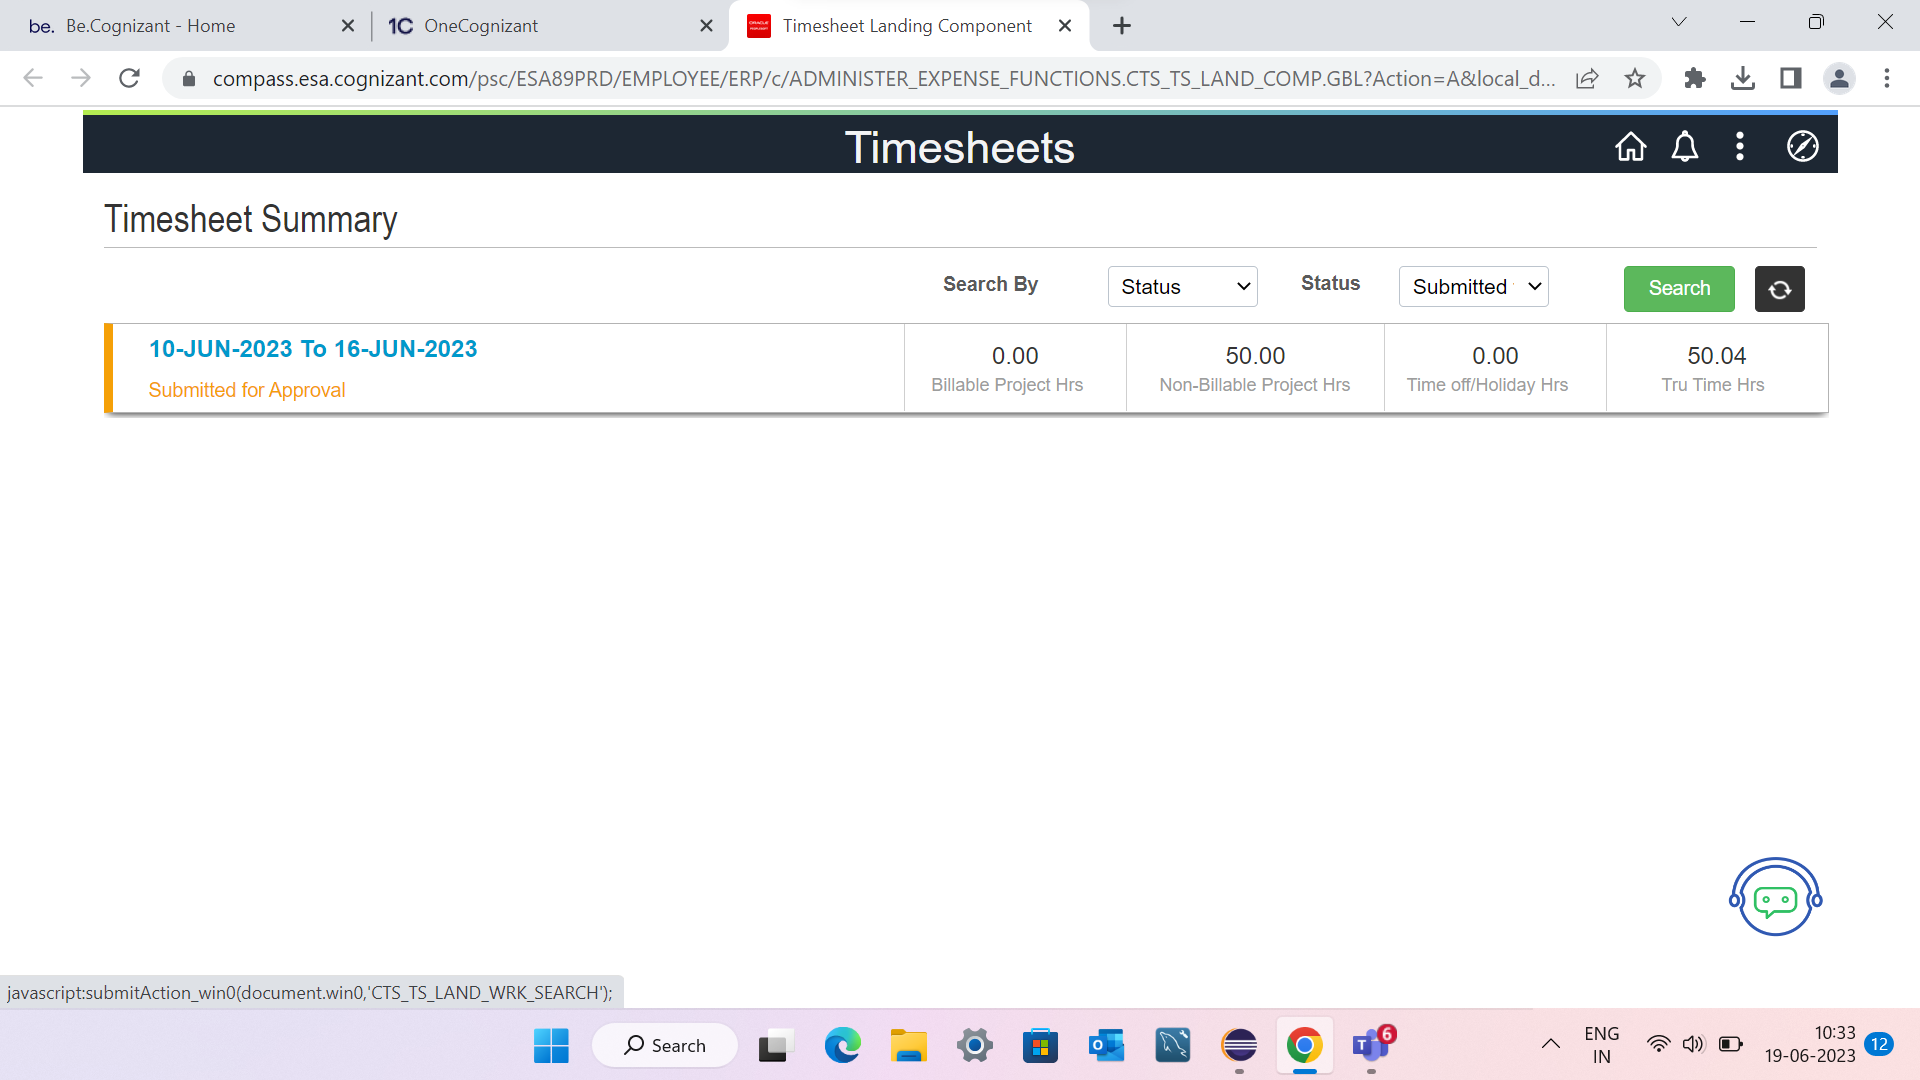 be. Be.Cognizant - Home
1C OneCognizant
Timesheet Landing Component
compass.esa.cognizant.com/psc/ESA89PRD/EMPLOYEE/ERP/c/ADMINISTER_EXPENSE_FUNCTIONS.CTS_TS_LAND_COMP.GBL?Action=A&local_d...
Timesheets
Timesheet Summary
Search By Status Status Submitted Search
10-JUN-2023 To 16-JUN-2023
Submitted for Approval
0.00
Billable Project Hrs
50.00
Non-Billable Project Hrs
0.00
Time off/Holiday Hrs
50.04
Tru Time Hrs
javascript:submitAction_win0(document.win0,'CTS_TS_LAND_WRK_SEARCH');
Search
6
ENG
IN
10:33
19-06-2023
12